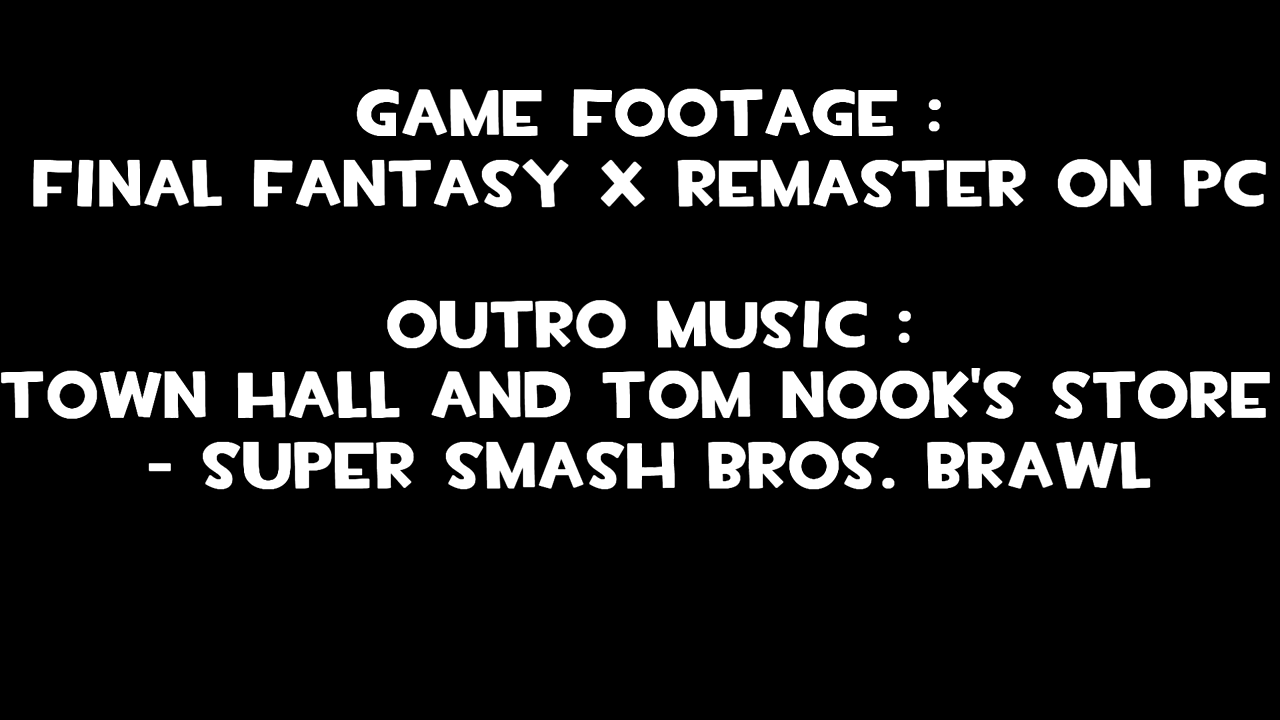 GAME FOOTAGE :
FINAL FANTASY X REMASTER ON PC
OUTRO MUSIC :
TOWN HALL AND TOM NOOK'S STORE
- SUPER SMASH BROS. BRAWL